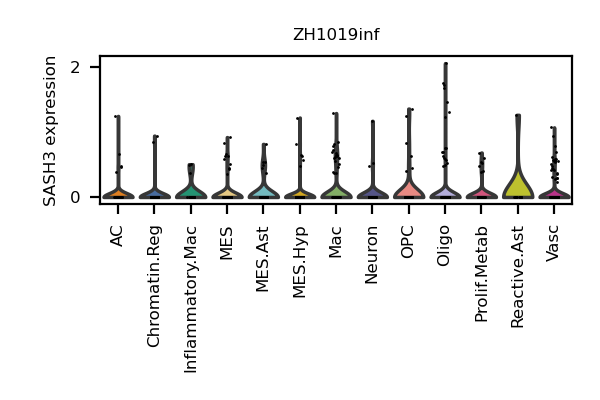 ZH1019inf
SASH3 expression
2
0
AC
Chromatin.Reg
Inflammatory.Mac
MES
MES.Ast
MES.Hyp
Mac
Neuron
OPC
Oligo
Prolif.Metab
Reactive.Ast
Vasc